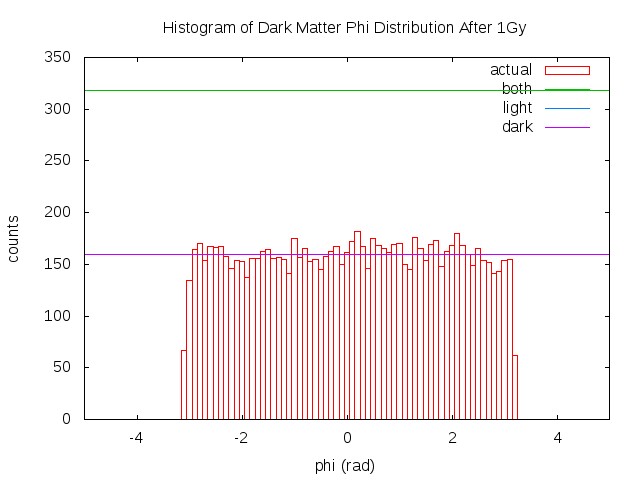 Histogram of Dark Matter Phi Distribution After 1Gy
350
300
250
200
150
100
50
0
counts
actual
both
light
dark
-4
-2
0
2
4
phi (rad)